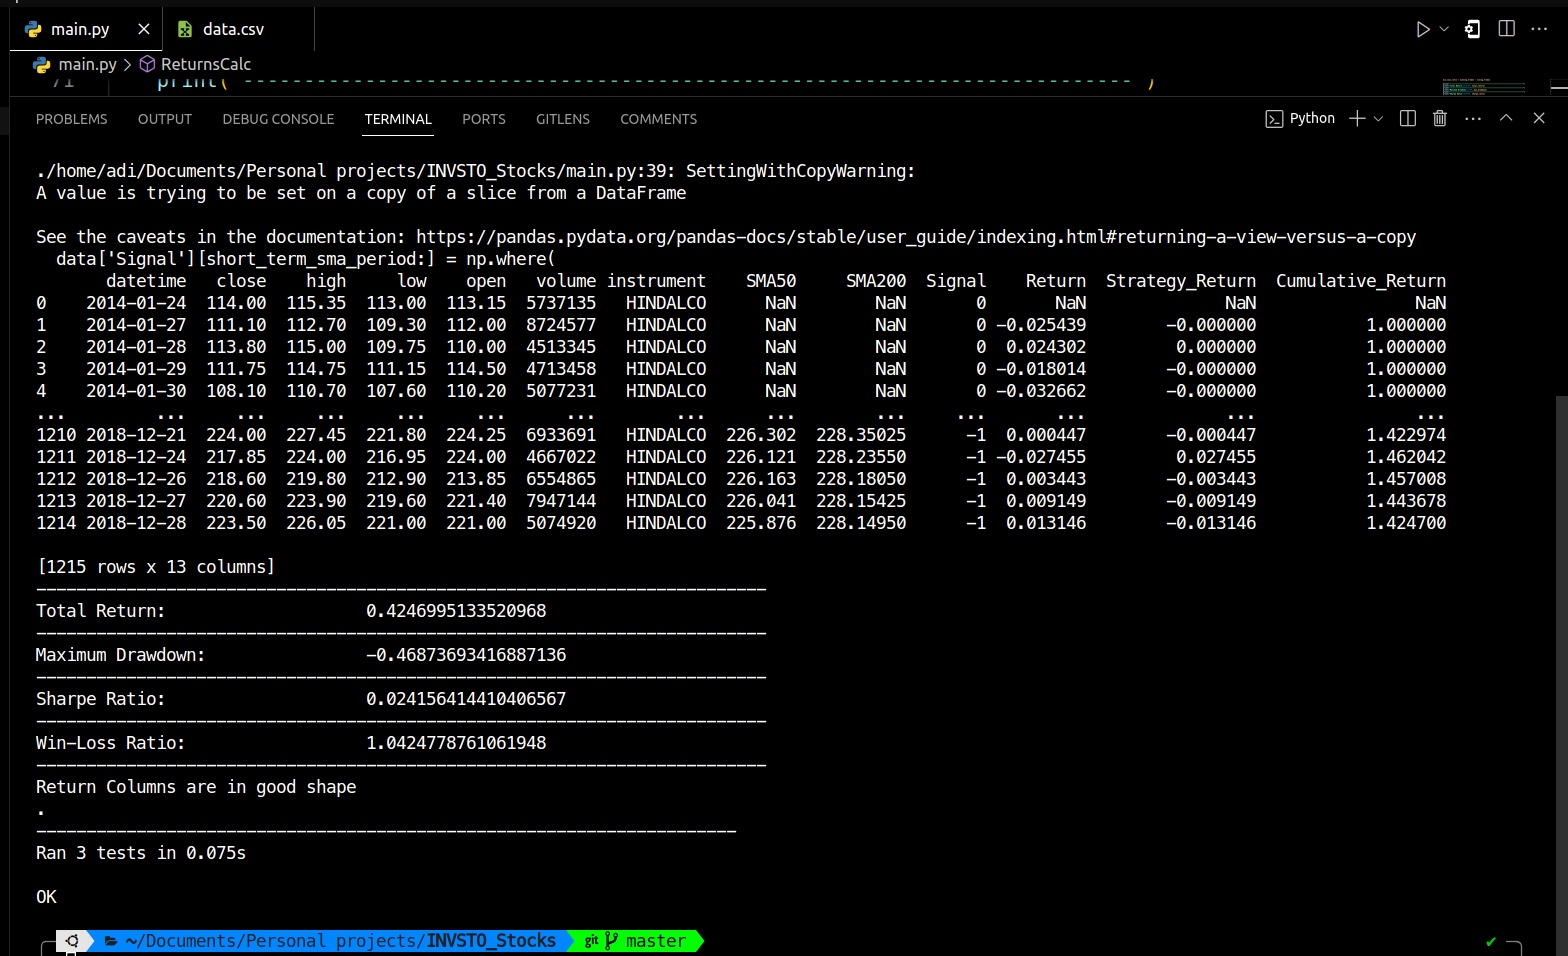 main.py
data.csv
main.py > ReturnsCalc
71 print("------------------------------------------------------------------------")
PROBLEMS OUTPUT DEBUG CONSOLE TERMINAL PORTS GITLENS COMMENTS Python
./home/adi/Documents/Personal projects/INVSTO_Stocks/main.py:39: SettingWithCopyWarning:
A value is trying to be set on a copy of a slice from a DataFrame
See the caveats in the documentation: https://pandas.pydata.org/pandas-docs/stable/user_guide/indexing.html#returning-a-view-versus-a-copy
data['Signal'][short_term_sma_period:] = np.where(
datetime close high low open volume instrument SMA50 SMA200 Signal Return Strategy_Return Cumulative_Return
0 2014-01-24 114.00 115.35 113.00 113.15 5737135 HINDALCO NaN NaN 0 NaN NaN NaN
1 2014-01-27 111.10 112.70 109.30 112.00 8724577 HINDALCO NaN NaN 0 -0.025439 -0.000000 1.000000
2 2014-01-28 113.80 115.00 109.75 110.00 4513345 HINDALCO NaN NaN 0 0.024302 0.000000 1.000000
3 2014-01-29 111.75 114.75 111.15 114.50 4713458 HINDALCO NaN NaN 0 -0.018014 -0.000000 1.000000
4 2014-01-30 108.10 110.70 107.60 110.20 5077231 HINDALCO NaN NaN 0 -0.032662 -0.000000 1.000000
... ... ... ... ... ... ... ... ... ... ... ... ... ...
1210 2018-12-21 224.00 227.45 221.80 224.25 6933691 HINDALCO 226.302 228.35025 -1 0.000447 -0.000447 1.422974
1211 2018-12-24 217.85 224.00 216.95 224.00 4667022 HINDALCO 226.121 228.23550 -1 -0.027455 0.027455 1.462042
1212 2018-12-26 218.60 219.80 212.90 213.85 6554865 HINDALCO 226.163 228.18050 -1 0.003443 -0.003443 1.457008
1213 2018-12-27 220.60 223.90 219.60 221.40 7947144 HINDALCO 226.041 228.15425 -1 0.009149 -0.009149 1.443678
1214 2018-12-28 223.50 226.05 221.00 221.00 5074920 HINDALCO 225.876 228.14950 -1 0.013146 -0.013146 1.424700
[1215 rows x 13 columns]
-------------------------------------------------------------------------
Total Return: 0.4246995133520968
-------------------------------------------------------------------------
Maximum Drawdown: -0.46873693416887136
-------------------------------------------------------------------------
Sharpe Ratio: 0.024156414410406567
-------------------------------------------------------------------------
Win-Loss Ratio: 1.0424778761061948
-------------------------------------------------------------------------
Return Columns are in good shape
.
----------------------------------------------------------------------
Ran 3 tests in 0.075s
OK
~/Documents/Personal projects/INVSTO_Stocks git master